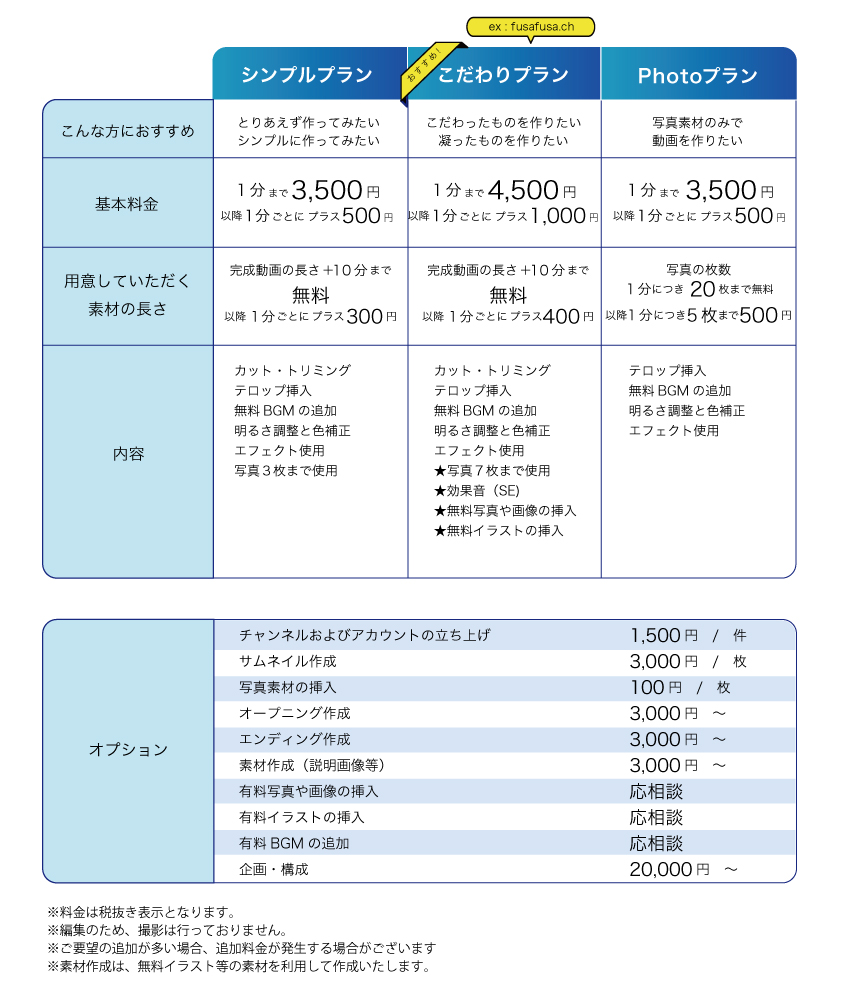 ex : fusafusa.ch
おすすめ!
シンプルプラン
こだわりプラン
Photoプラン
こんな方におすすめ
とりあえず作ってみたい
シンプルに作ってみたい
こだわったものを作りたい
凝ったものを作りたい
写真素材のみで
動画を作りたい
基本料金
1分まで3,500円
以降1分ごとに プラス500円
1分まで4,500円
以降1分ごとに プラス1,000円
1分まで 3,500円
以降1分ごとに プラス500円
用意していただく
素材の長さ
完成動画の長さ+10分まで
無料
以降 1分ごとに プラス300円
完成動画の長さ+10分まで
無料
以降 1分ごとに プラス400円
写真の枚数
1分につき 20枚まで無料
以降1分につき5枚まで500円
内容
カット・トリミング
テロップ挿入
無料BGMの追加
明るさ調整と色補正
エフェクト使用
写真3枚まで使用
カット・トリミング
テロップ挿入
無料BGMの追加
明るさ調整と色補正
エフェクト使用
★写真7枚まで使用
★効果音（SE)
★無料写真や画像の挿入
★無料イラストの挿入
テロップ挿入
無料BGMの追加
明るさ調整と色補正
エフェクト使用
オプション
チャンネルおよびアカウントの立ち上げ 1,500円 / 件
サムネイル作成 3,000円 / 枚
写真素材の挿入 100円 / 枚
オープニング作成 3,000円 〜
エンディング作成 3,000円 〜
素材作成（説明画像等） 3,000円 〜
有料写真や画像の挿入 応相談
有料イラストの挿入 応相談
有料BGMの追加 応相談
企画・構成 20,000円 〜
※料金は税抜き表示となります。
※編集のため、撮影は行っておりません。
※ご要望の追加が多い場合、追加料金が発生する場合がございます
※素材作成は、無料イラスト等の素材を利用して作成いたします。